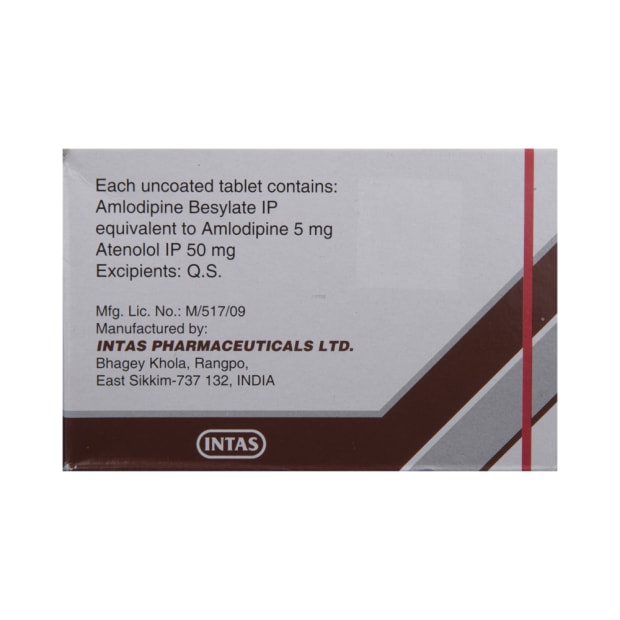 Each uncoated tablet contains:
Amlodipine Besylate IP
equivalent to Amlodipine 5 mg
Atenolol IP 50 mg
Excipients: Q.S.
Mfg. Lic. No.: M/517/09
Manufactured by:
INTAS PHARMACEUTICALS LTD.
Bhagey Khola, Rangpo,
East Sikkim-737 132, INDIA
INTAS